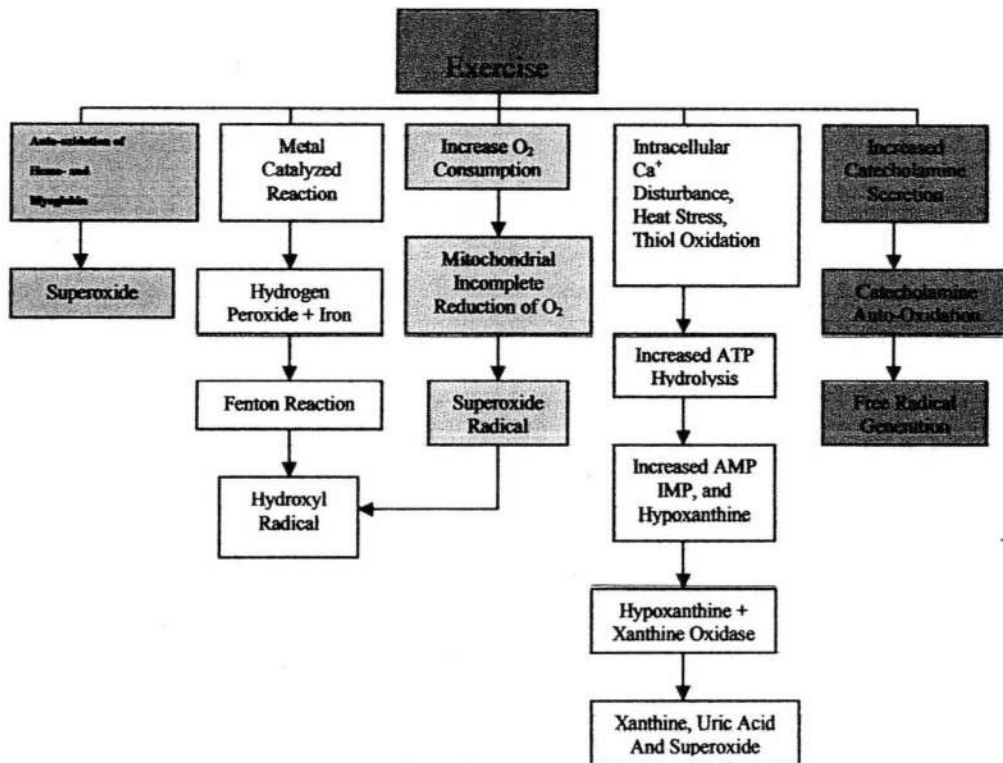 Exercise
Auto-oxidation of
Heme- and
Myoglobin
Superoxide
Metal
Catalyzed
Reaction
Hydrogen
Peroxide + Iron
Fenton Reaction
Hydroxyl
Radical
Increase O₂
Consumption
Mitochondrial
Incomplete
Reduction of O₂
Superoxide
Radical
Intracellular
Ca⁺
Disturbance,
Heat Stress,
Thiol Oxidation
Increased ATP
Hydrolysis
Increased AMP
IMP, and
Hypoxanthine
Hypoxanthine +
Xanthine Oxidase
Xanthine, Uric Acid
And Superoxide
Increased
Catecholamine
Secretion
Catecholamine
Auto-Oxidation
Free Radical
Generation